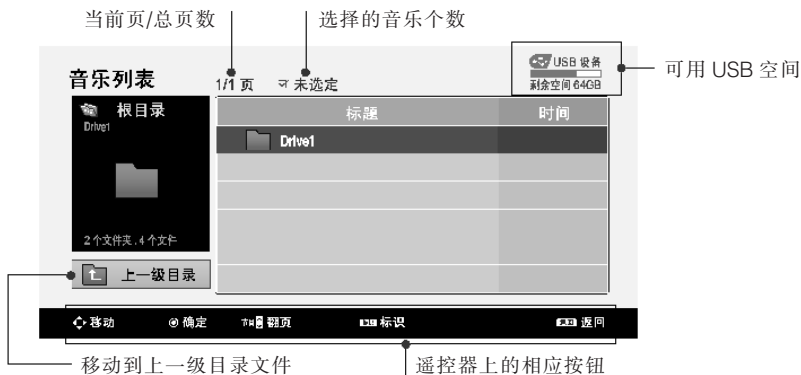 当前页/总页数
选择的音乐个数
USB 设备
可用 USB 空间
音乐列表
1/1 页
未选定
剩余空间 64GB
根目录
Drive1
标题
时间
Drive1
2个文件夹, 4个文件
上一级目录
移动
确定
翻页
标识
返回
移动到上一级目录文件
遥控器上的相应按钮